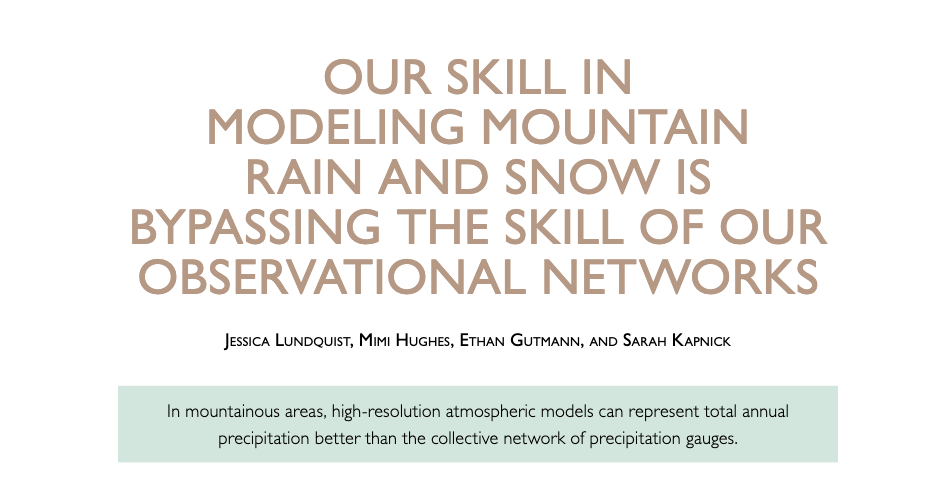 OUR SKILL IN
MODELING MOUNTAIN
RAIN AND SNOW IS
BYPASSING THE SKILL OF OUR
OBSERVATIONAL NETWORKS
Jessica Lundquist, Mimi Hughes, Ethan Gutmann, and Sarah Kapnick
In mountainous areas, high-resolution atmospheric models can represent total annual
precipitation better than the collective network of precipitation gauges.